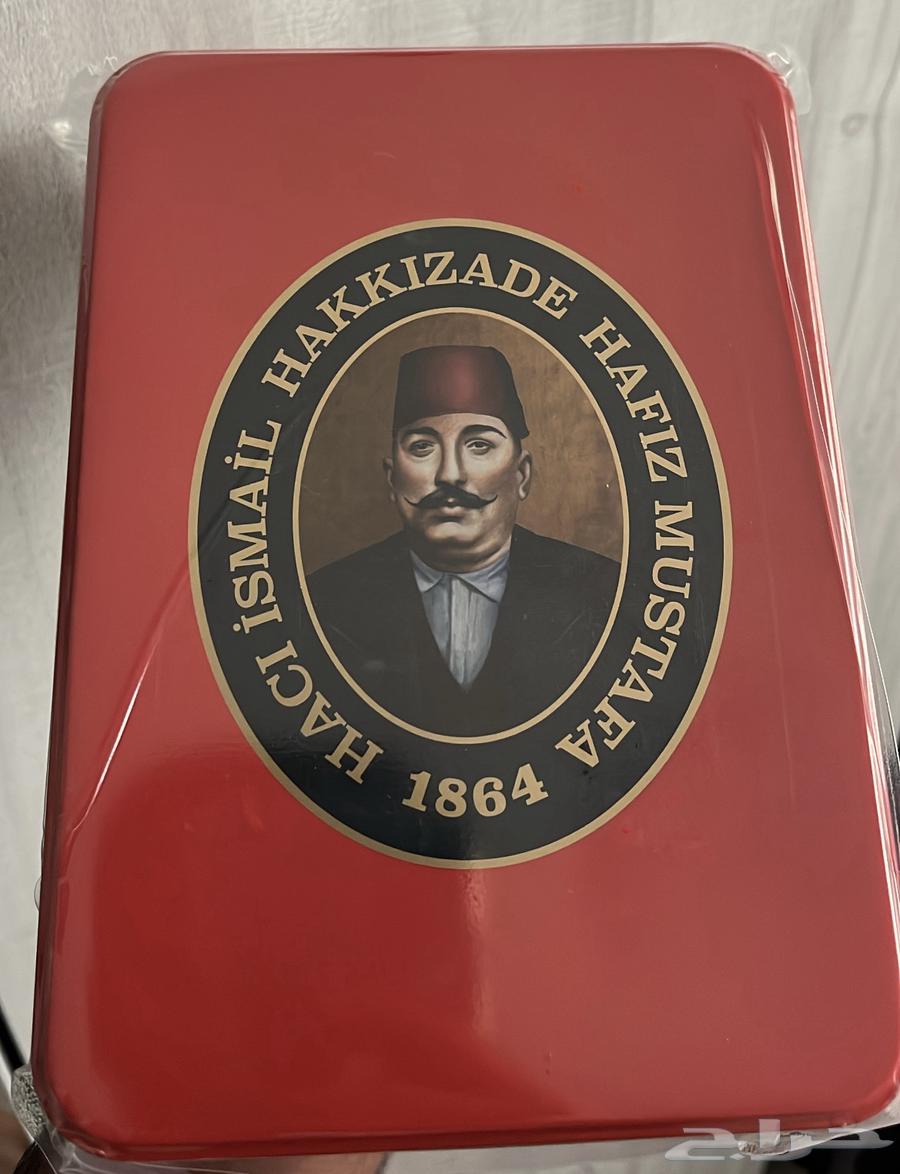 HACI İSMAİL HAKKIZADE HAFIZ MUSTAFA
1864
حراج